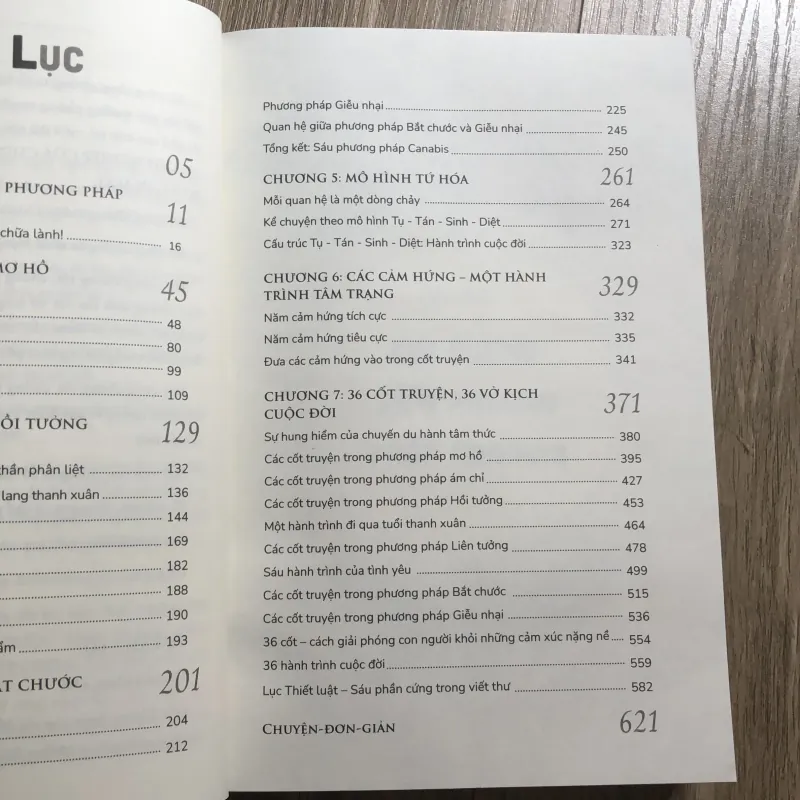 LỤC
05
PHƯƠNG PHÁP
11
chữa lành! 16
MƠ HỒ
45
48
80
99
109
HỒI TƯỞNG
129
thần phân liệt 132
lang thanh xuân 136
144
169
182
188
190
193
BẮT CHƯỚC
201
204
212
Phương pháp Giễu nhại 225
Quan hệ giữa phương pháp Bắt chước và Giễu nhại 245
Tổng kết: Sáu phương pháp Canabis 250
CHƯƠNG 5: MÔ HÌNH TỨ HÓA 261
Mối quan hệ là một dòng chảy 264
Kể chuyện theo mô hình Tụ - Tán - Sinh - Diệt 271
Cấu trúc Tụ - Tán - Sinh - Diệt: Hành trình cuộc đời 323
CHƯƠNG 6: CÁC CẢM HỨNG – MỘT HÀNH
TRÌNH TÂM TRẠNG 329
Năm cảm hứng tích cực 332
Năm cảm hứng tiêu cực 335
Đưa các cảm hứng vào trong cốt truyện 341
CHƯƠNG 7: 36 CỐT TRUYỆN, 36 VỞ KỊCH
CUỘC ĐỜI 371
Sự hung hiểm của chuyến du hành tâm thức 380
Các cốt truyện trong phương pháp mơ hồ 395
Các cốt truyện trong phương pháp ám chỉ 427
Các cốt truyện trong phương pháp Hồi tưởng 453
Một hành trình đi qua tuổi thanh xuân 464
Các cốt truyện trong phương pháp Liên tưởng 478
Sáu hành trình của tình yêu 499
Các cốt truyện trong phương pháp Bắt chước 515
Các cốt truyện trong phương pháp Giễu nhại 536
36 cốt – cách giải phóng con người khỏi những cảm xúc nặng nề 554
36 hành trình cuộc đời 559
Lục Thiết luật – Sáu phần cứng trong viết thư 582
CHUYỆN-ĐƠN-GIẢN 621